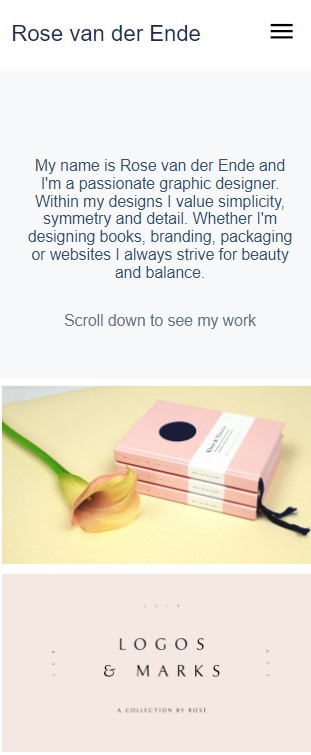 Rose van der Ende
My name is Rose van der Ende and
I'm a passionate graphic designer.
Within my designs I value simplicity,
symmetry and detail. Whether I'm
designing books, branding, packaging
or websites I always strive for beauty
and balance.
Scroll down to see my work
LOGOS
& MARKS
A COLLECTION BY ROSE